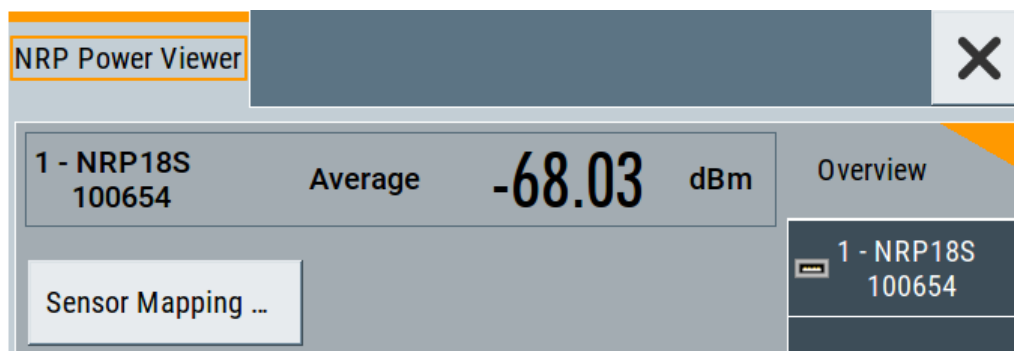 NRP Power Viewer
1 - NRP18S
100654
Average
-68.03
dBm
Overview
1 - NRP18S
100654
Sensor Mapping ...